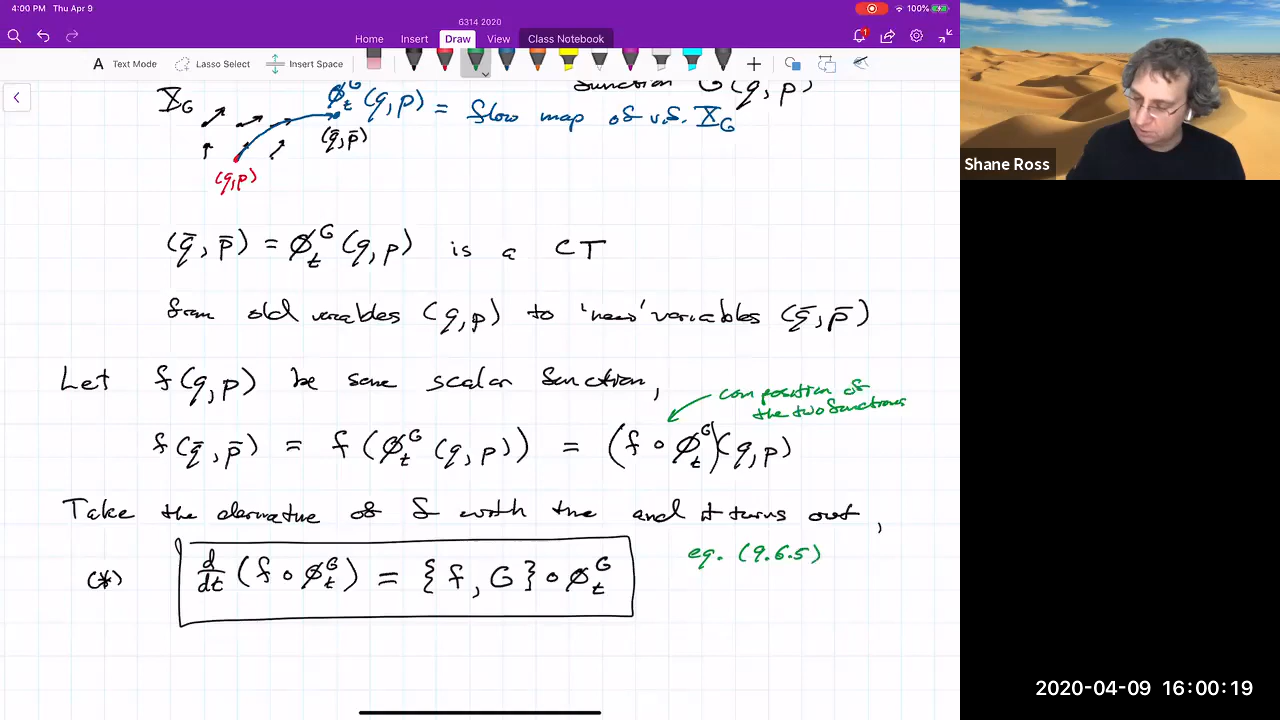 4:00 PM Thu Apr 9
100%
6314 2020
Home Insert Draw View Class Notebook
Text Mode Lasso Select Insert Space
function G(q,p)
X_G
ϕ_t^G (q,p) = flow map of v.f. X_G
(q̄,p̄)
(q,p)
(q̄, p̄) = ϕ_t^G (q,p) is a CT
from old variables (q,p) to 'new' variables (q̄, p̄)
Let f(q,p) be some scalar function,
composition of
the two functions
f(q̄, p̄) = f(ϕ_t^G (q,p)) = (f ∘ ϕ_t^G)(q,p)
Take the derivative of f with time and it turns out,
eq. (9.6.5)
(*) d/dt (f ∘ ϕ_t^G) = {f, G} ∘ ϕ_t^G
Shane Ross
2020-04-09 16:00:19